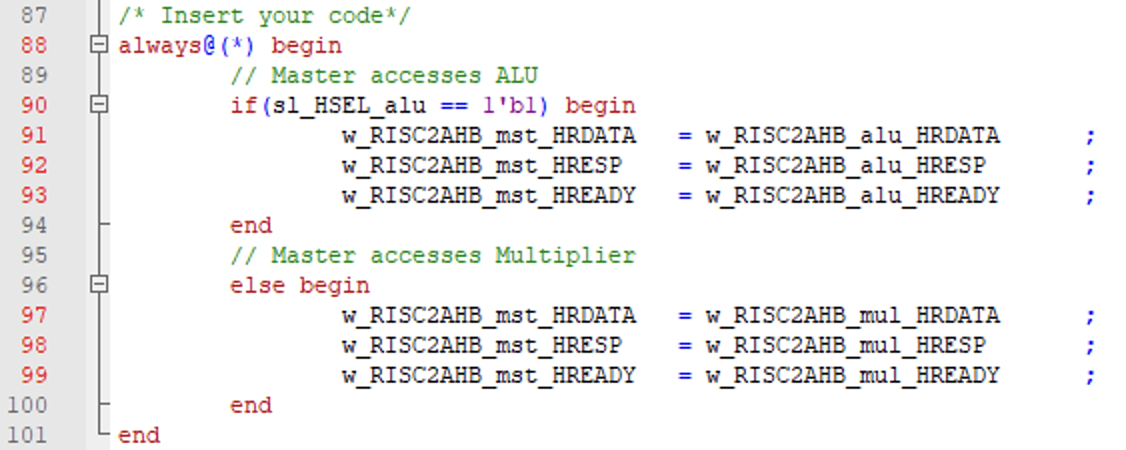 87 /* Insert your code*/
88 always@(*) begin
89 // Master accesses ALU
90 if(sl_HSEL_alu == 1'b1) begin
91 w_RISC2AHB_mst_HRDATA = w_RISC2AHB_alu_HRDATA ;
92 w_RISC2AHB_mst_HRESP = w_RISC2AHB_alu_HRESP ;
93 w_RISC2AHB_mst_HREADY = w_RISC2AHB_alu_HREADY ;
94 end
95 // Master accesses Multiplier
96 else begin
97 w_RISC2AHB_mst_HRDATA = w_RISC2AHB_mul_HRDATA ;
98 w_RISC2AHB_mst_HRESP = w_RISC2AHB_mul_HRESP ;
99 w_RISC2AHB_mst_HREADY = w_RISC2AHB_mul_HREADY ;
100 end
101 end